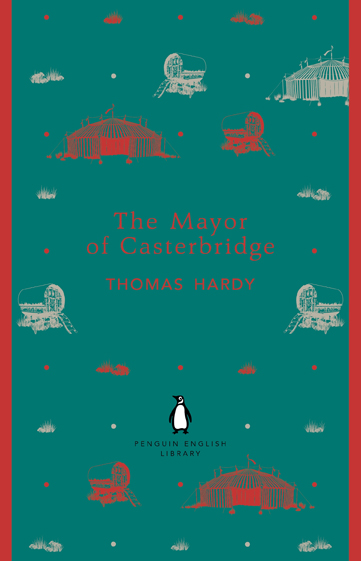 The Mayor
of Casterbridge
THOMAS HARDY
PENGUIN ENGLISH
LIBRARY